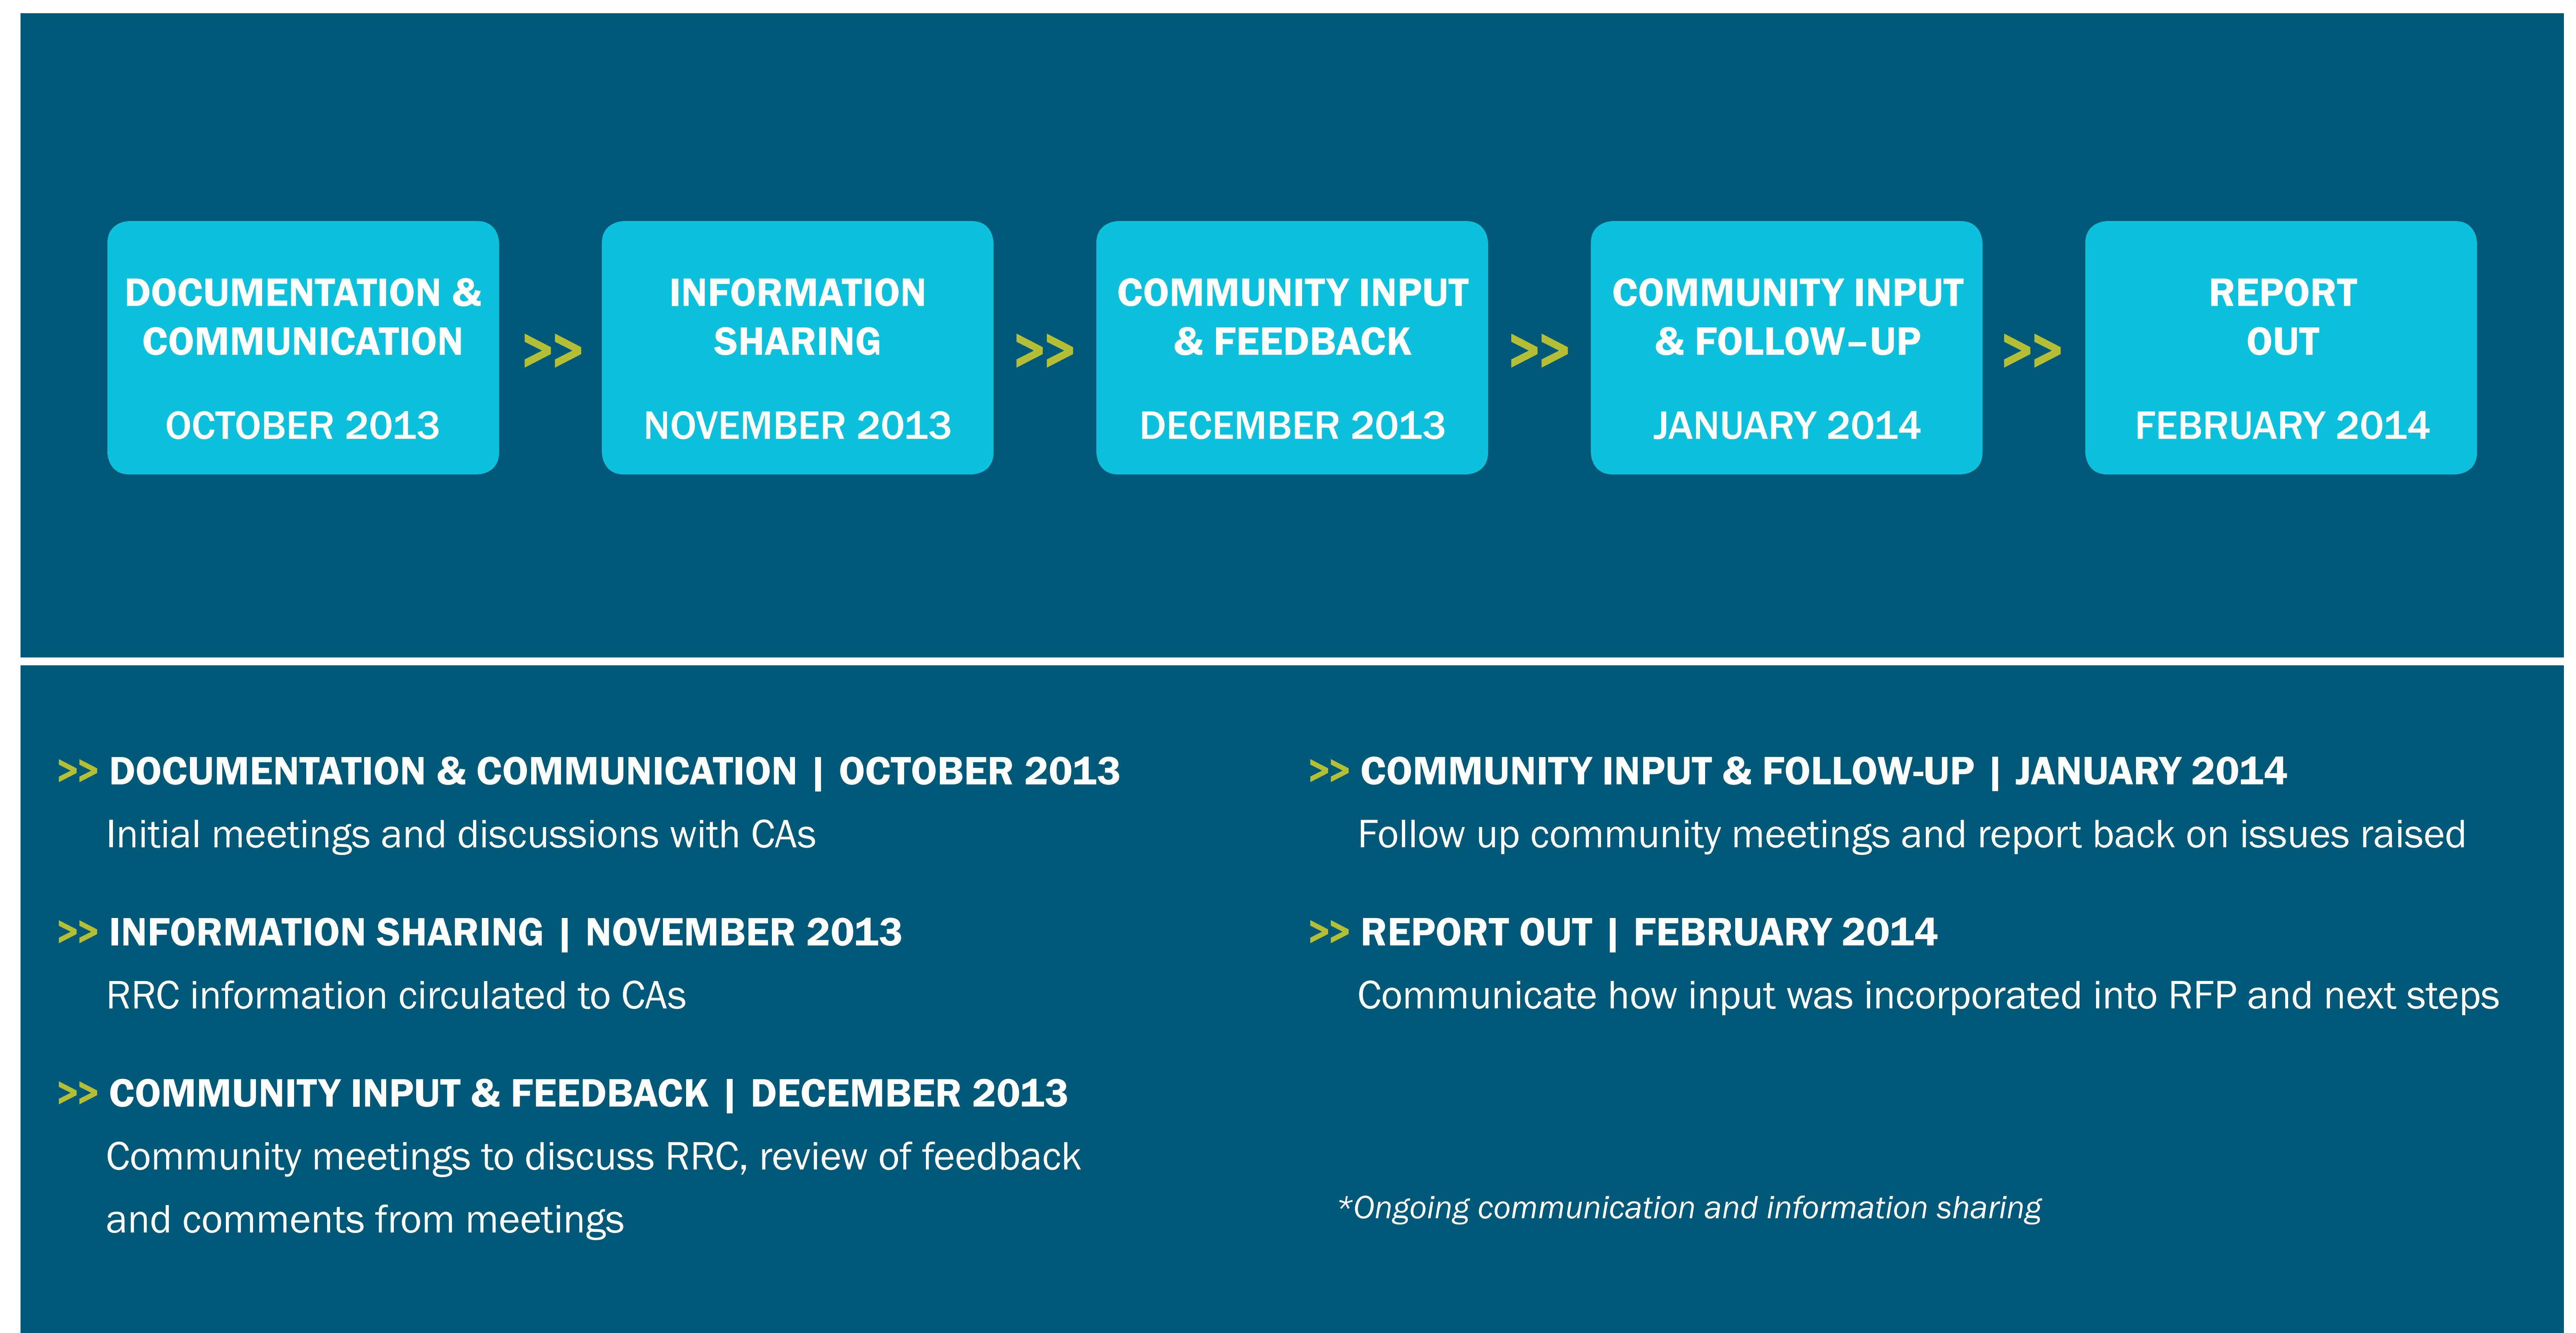 DOCUMENTATION &
COMMUNICATION
OCTOBER 2013
>>
INFORMATION
SHARING
NOVEMBER 2013
>>
COMMUNITY INPUT
& FEEDBACK
DECEMBER 2013
>>
COMMUNITY INPUT
& FOLLOW–UP
JANUARY 2014
>>
REPORT
OUT
FEBRUARY 2014
>> DOCUMENTATION & COMMUNICATION | OCTOBER 2013
Initial meetings and discussions with CAs
>> INFORMATION SHARING | NOVEMBER 2013
RRC information circulated to CAs
>> COMMUNITY INPUT & FEEDBACK | DECEMBER 2013
Community meetings to discuss RRC, review of feedback
and comments from meetings
>> COMMUNITY INPUT & FOLLOW-UP | JANUARY 2014
Follow up community meetings and report back on issues raised
>> REPORT OUT | FEBRUARY 2014
Communicate how input was incorporated into RFP and next steps
*Ongoing communication and information sharing